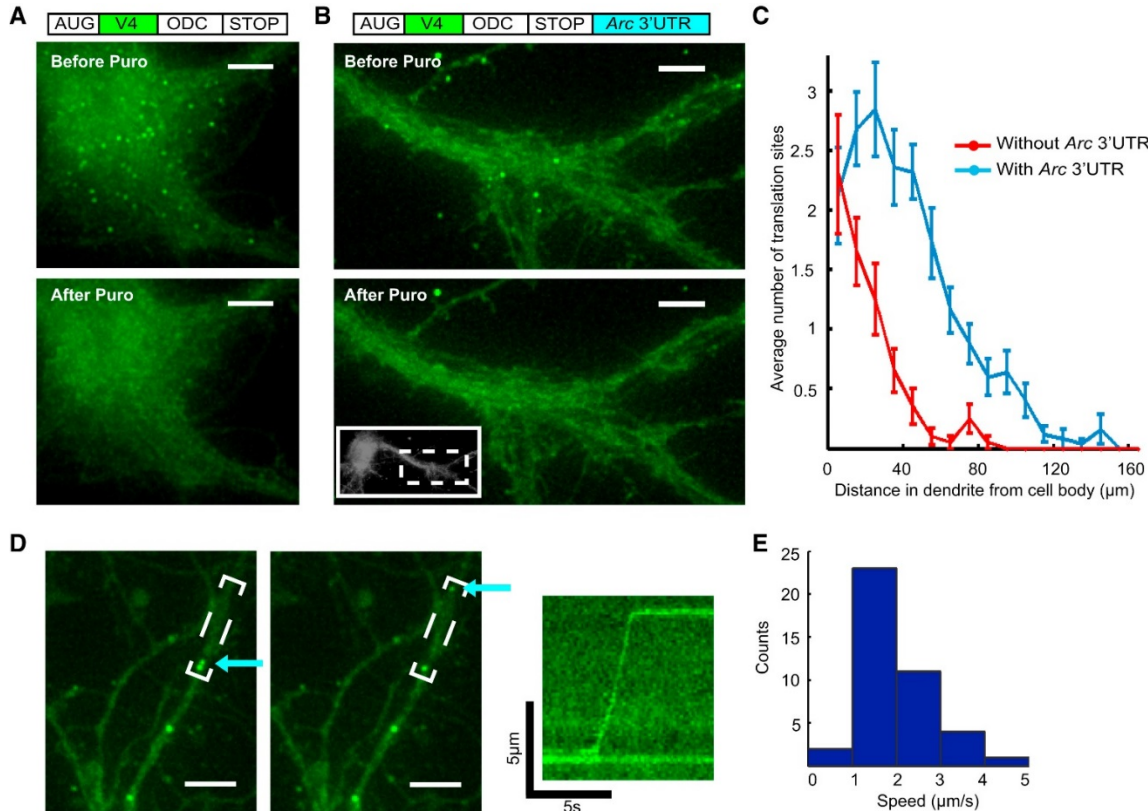 A
AUG V4 ODC STOP
Before Puro
After Puro
B
AUG V4 ODC STOP Arc 3'UTR
Before Puro
After Puro
C
Average number of translation sites
3
2.5
2
1.5
1
0.5
0 40 80 120 160
Distance in dendrite from cell body (µm)
Without Arc 3'UTR
With Arc 3'UTR
D
5µm
5s
E
Counts
25
20
15
10
5
0 1 2 3 4 5
Speed (µm/s)